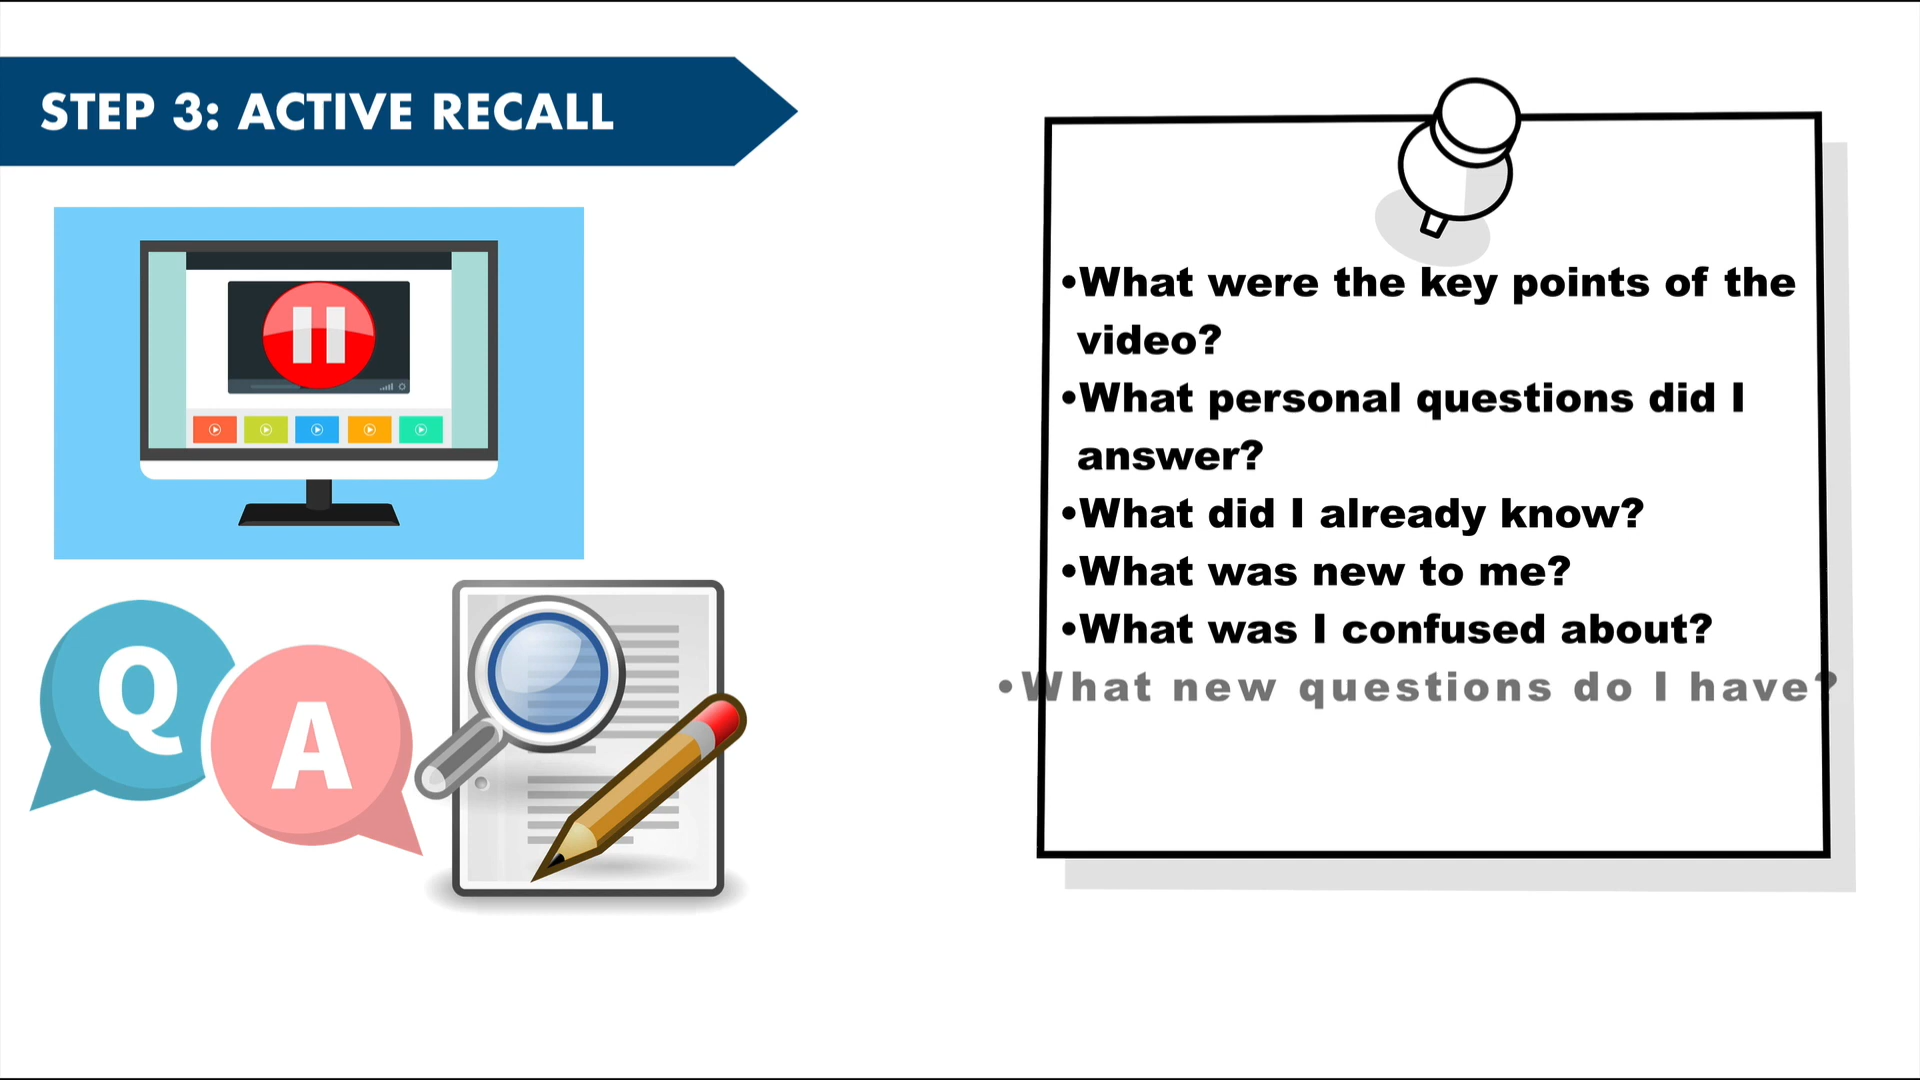 STEP 3: ACTIVE RECALL
Q
A
•What were the key points of the
video?
•What personal questions did I
answer?
•What did I already know?
•What was new to me?
•What was I confused about?
•What new questions do I have?